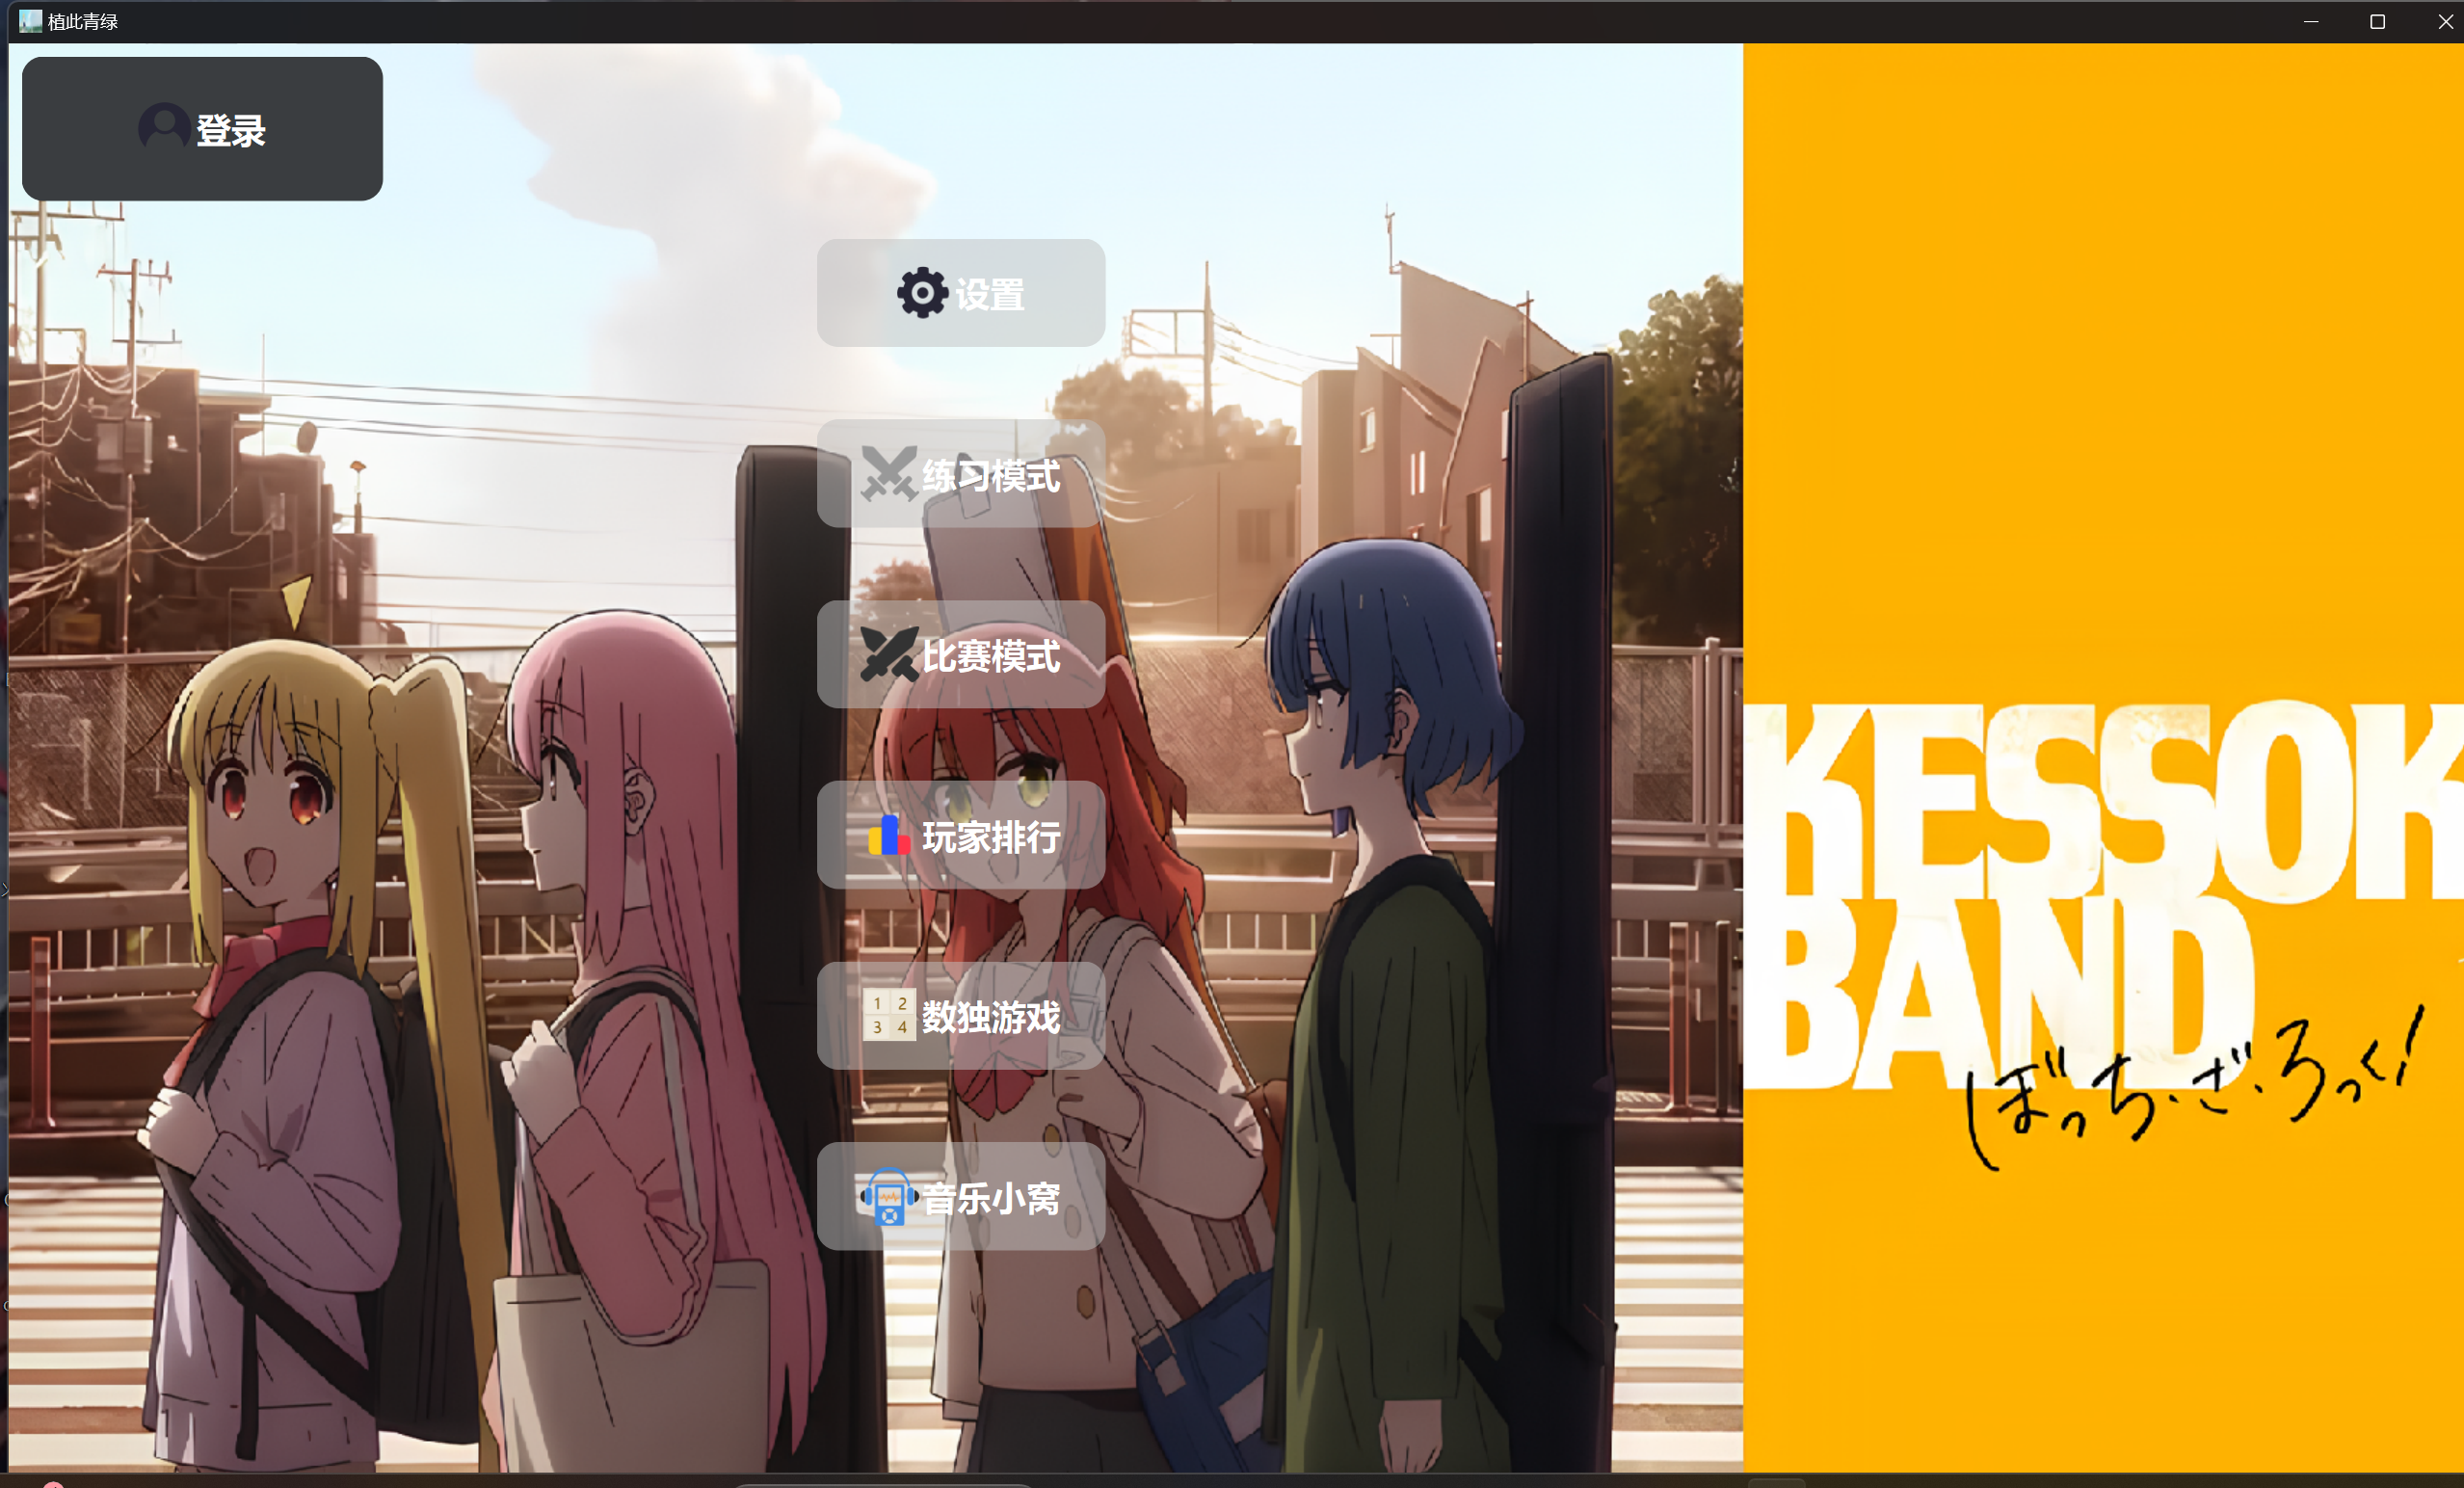 植此青绿
登录
设置
练习模式
比赛模式
玩家排行
1 2
3 4
数独游戏
音乐小窝
KESSOK
BAND
ぼっち・ざ・ろっく!